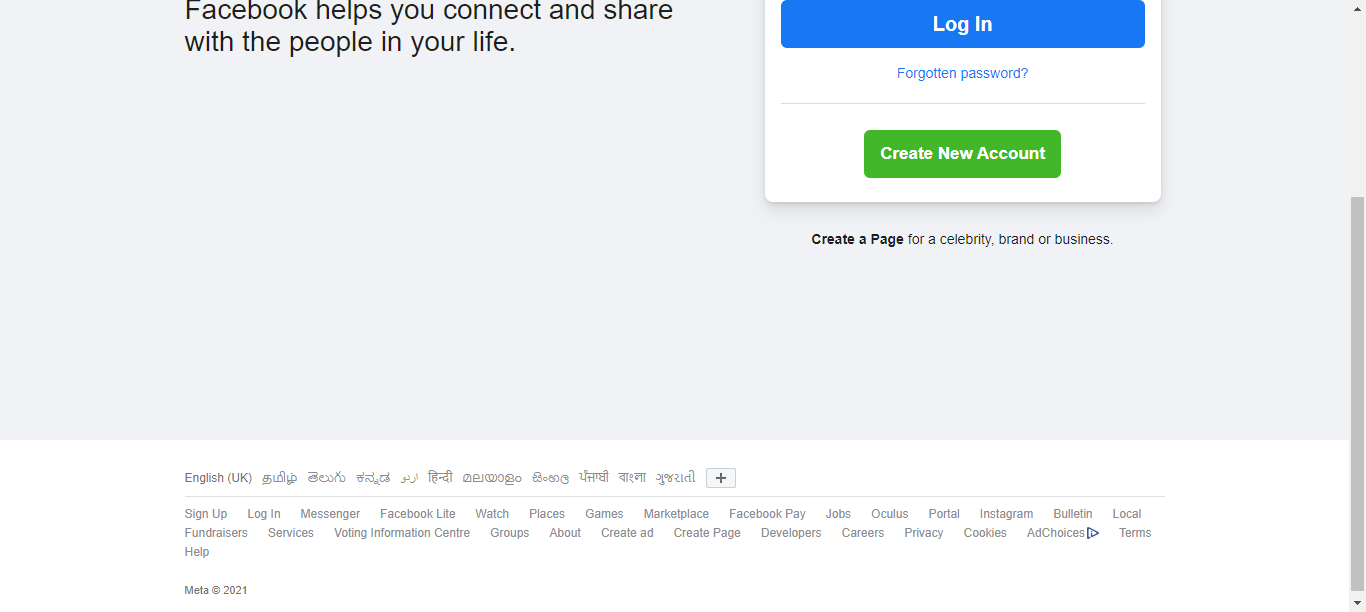 Facebook helps you connect and share
with the people in your life.
Log In
Forgotten password?
Create New Account
Create a Page for a celebrity, brand or business.
English (UK) தமிழ் తెలుగు ಕನ್ನಡ اردو हिन्दी മലയാളം සිංහල ਪੰਜਾਬੀ বাংলা ગુજરાતી +
Sign Up Log In Messenger Facebook Lite Watch Places Games Marketplace Facebook Pay Jobs Oculus Portal Instagram Bulletin Local
Fundraisers Services Voting Information Centre Groups About Create ad Create Page Developers Careers Privacy Cookies AdChoices Terms
Help
Meta © 2021